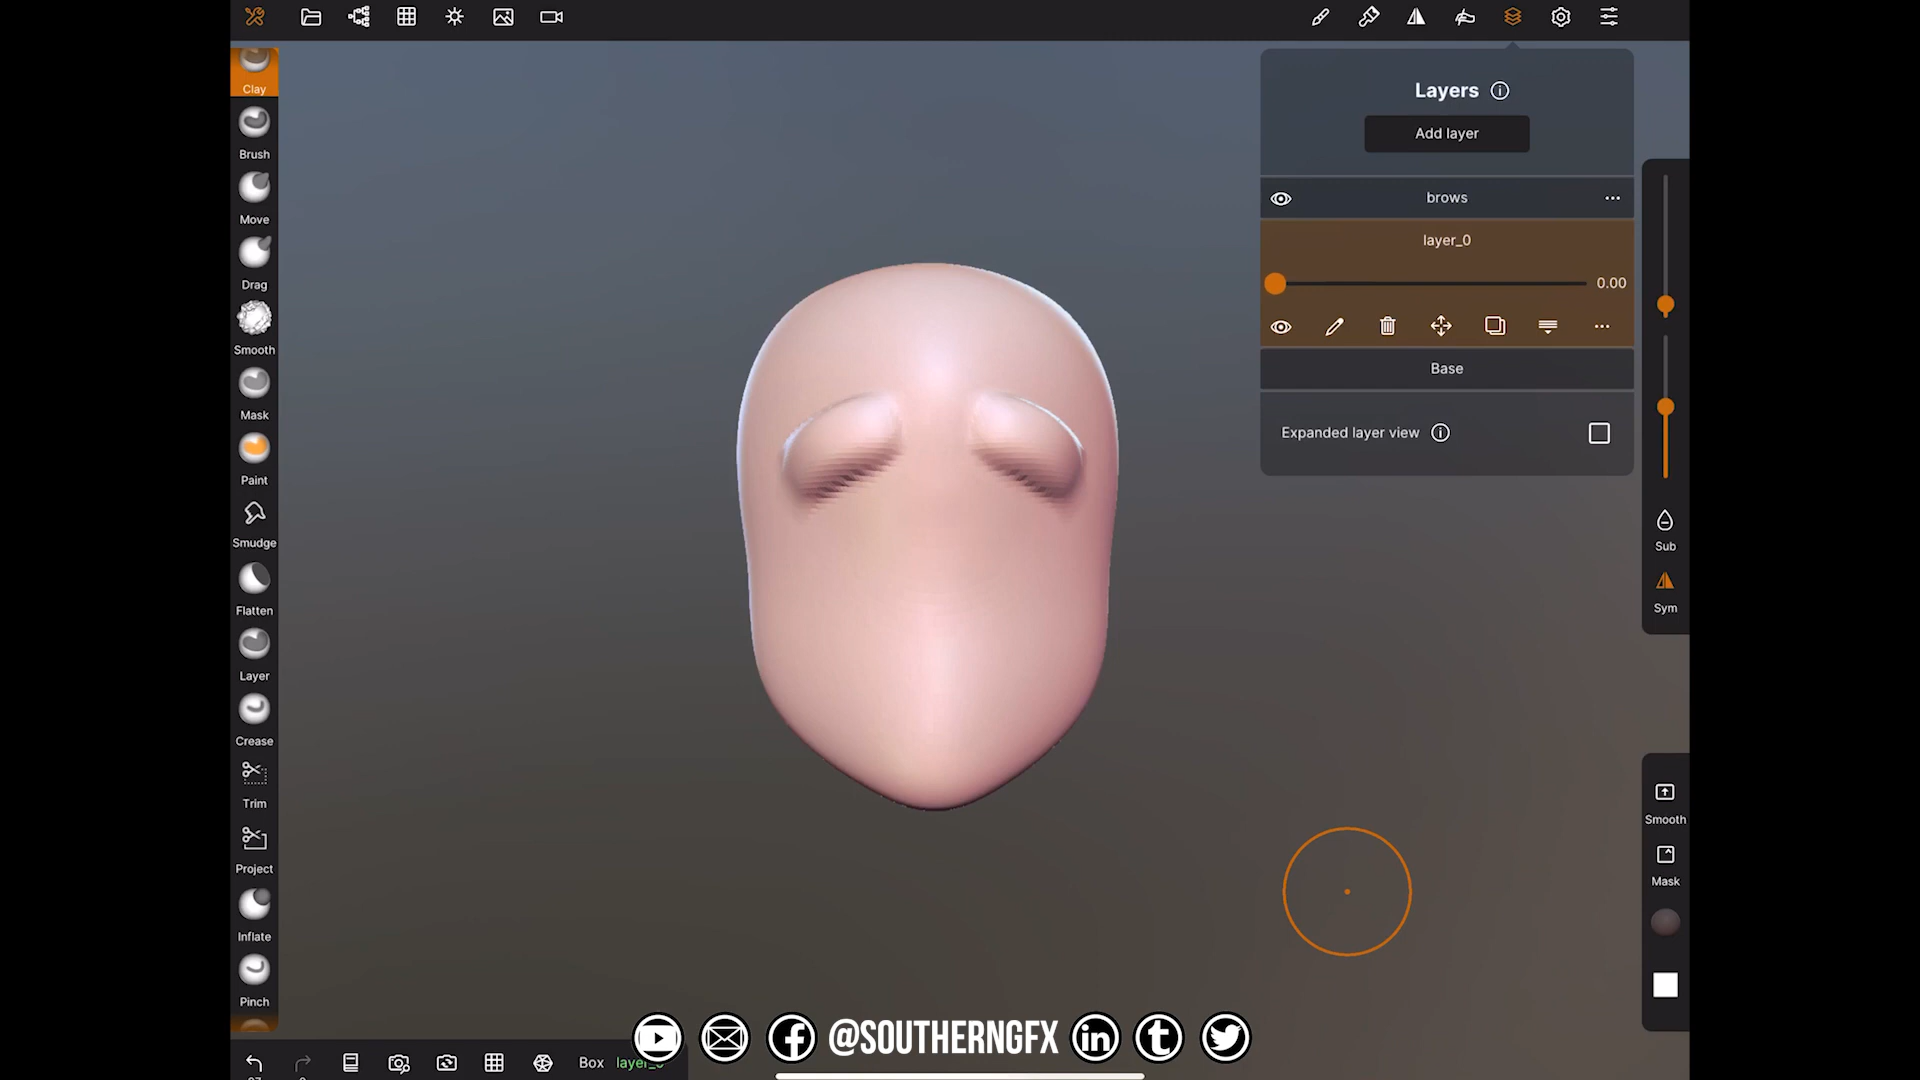 Clay
Brush
Move
Drag
Smooth
Mask
Paint
Smudge
Flatten
Layer
Crease
Trim
Project
Inflate
Pinch
Layers
Add layer
brows
layer_0
0.00
Base
Expanded layer view
Sub
Sym
Smooth
Mask
@SOUTHERNGFX
Box